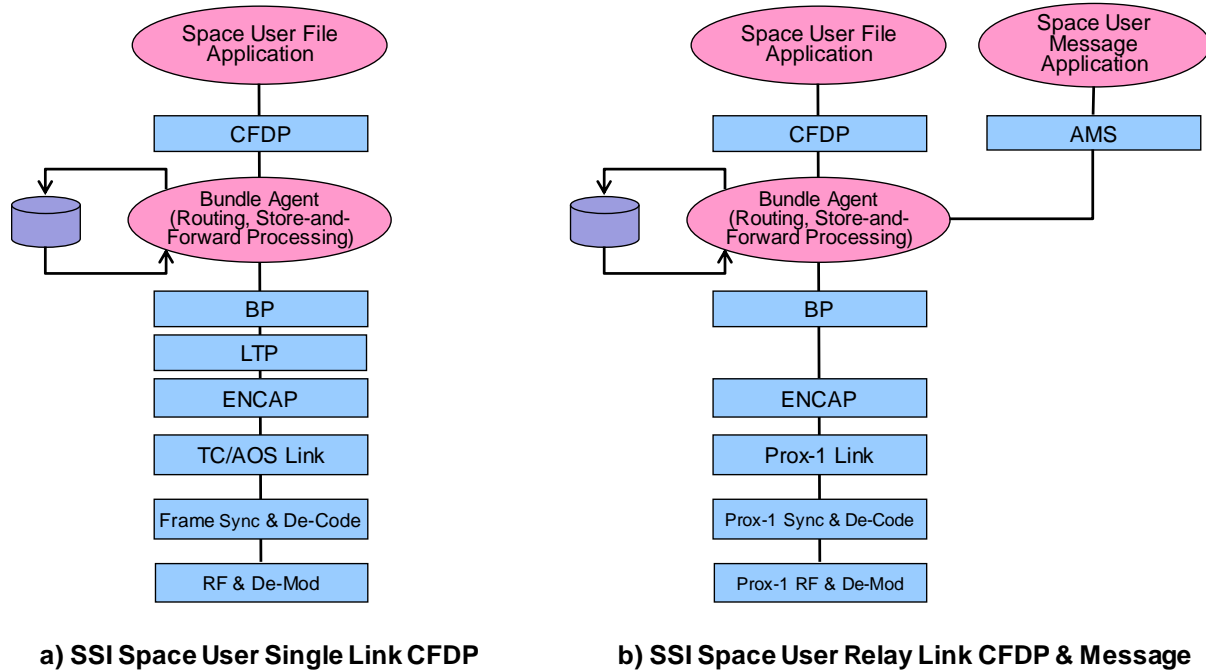 Space User File
Application
CFDP
Bundle Agent
(Routing, Store-and-
Forward Processing)
BP
LTP
ENCAP
TC/AOS Link
Frame Sync & De-Code
RF & De-Mod
a) SSI Space User Single Link CFDP
Space User File
Application
Space User
Message
Application
CFDP
AMS
Bundle Agent
(Routing, Store-and-
Forward Processing)
BP
ENCAP
Prox-1 Link
Prox-1 Sync & De-Code
Prox-1 RF & De-Mod
b) SSI Space User Relay Link CFDP & Message